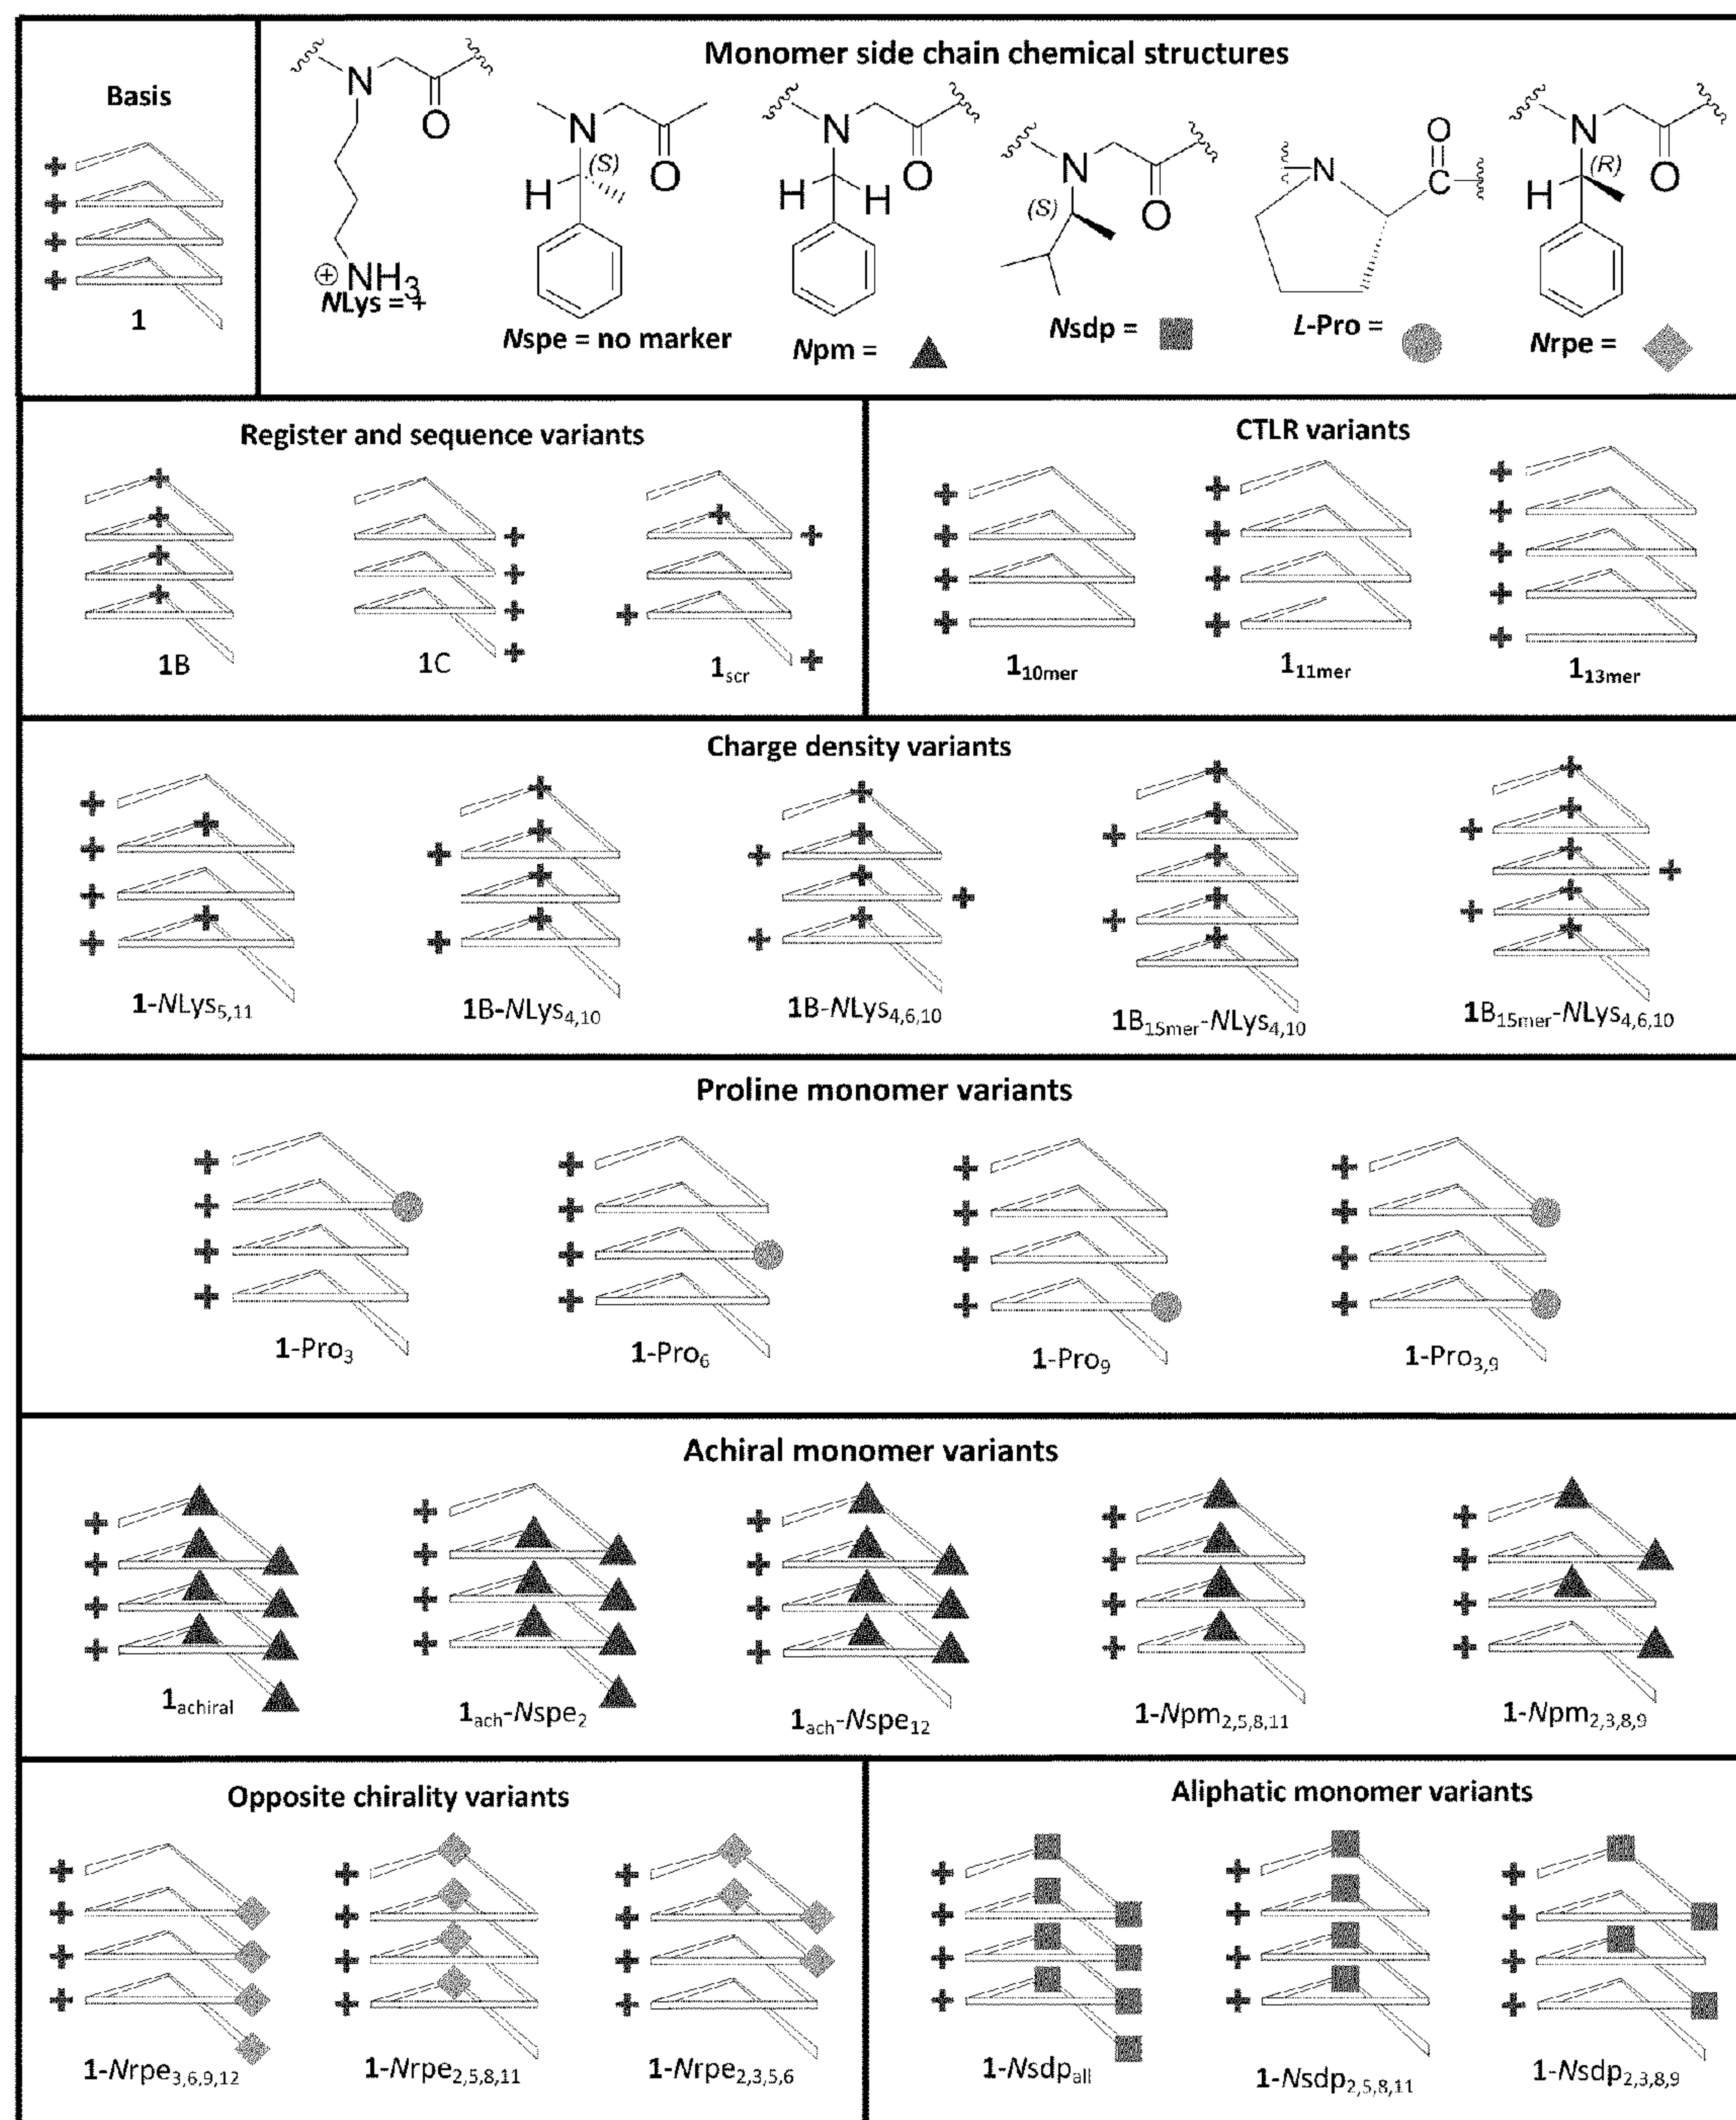 Monomer side chain chemical structures
Basis
1
N
O
⊕ NH3
NLys = +
N
(S)
H
O
Nspe = no marker
N
H
H
O
Npm =
N
(S)
O
Nsdp =
N
O
C
L-Pro =
N
(R)
H
O
Nrpe =
Register and sequence variants
1B
1C
1scr
CTLR variants
110mer
111mer
113mer
Charge density variants
1-NLys5,11
1B-NLys4,10
1B-NLys4,6,10
1B15mer-NLys4,10
1B15mer-NLys4,6,10
Proline monomer variants
1-Pro3
1-Pro6
1-Pro9
1-Pro3,9
Achiral monomer variants
1achiral
1ach-Nspe2
1ach-Nspe12
1-Npm2,5,8,11
1-Npm2,3,8,9
Opposite chirality variants
1-Nrpe3,6,9,12
1-Nrpe2,5,8,11
1-Nrpe2,3,5,6
Aliphatic monomer variants
1-Nsdpall
1-Nsdp2,5,8,11
1-Nsdp2,3,8,9